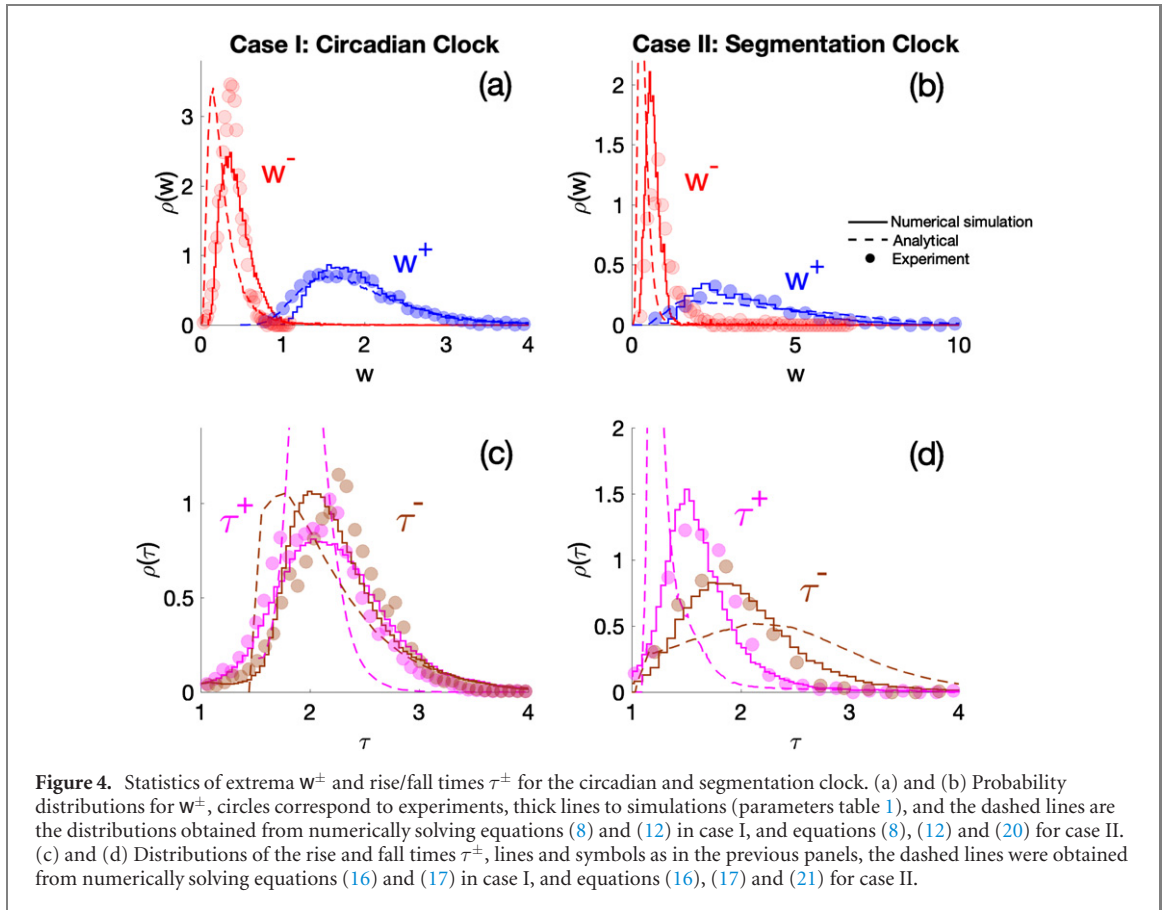 Case I: Circadian Clock
Case II: Segmentation Clock
(a)
3
2
1
0
ρ(w)
w⁻
w⁺
0 1 2 3 4
w
(b)
2
1.5
1
0.5
0
ρ(w)
w⁻
w⁺
Numerical simulation
Analytical
Experiment
0 5 10
w
(c)
1
0.5
0
ρ(τ)
τ⁺
τ⁻
1 2 3 4
τ
(d)
2
1.5
1
0.5
0
ρ(τ)
τ⁺
τ⁻
1 2 3 4
τ
Figure 4. Statistics of extrema w± and rise/fall times τ± for the circadian and segmentation clock. (a) and (b) Probability
distributions for w±, circles correspond to experiments, thick lines to simulations (parameters table 1), and the dashed lines are
the distributions obtained from numerically solving equations (8) and (12) in case I, and equations (8), (12) and (20) for case II.
(c) and (d) Distributions of the rise and fall times τ±, lines and symbols as in the previous panels, the dashed lines were obtained
from numerically solving equations (16) and (17) in case I, and equations (16), (17) and (21) for case II.